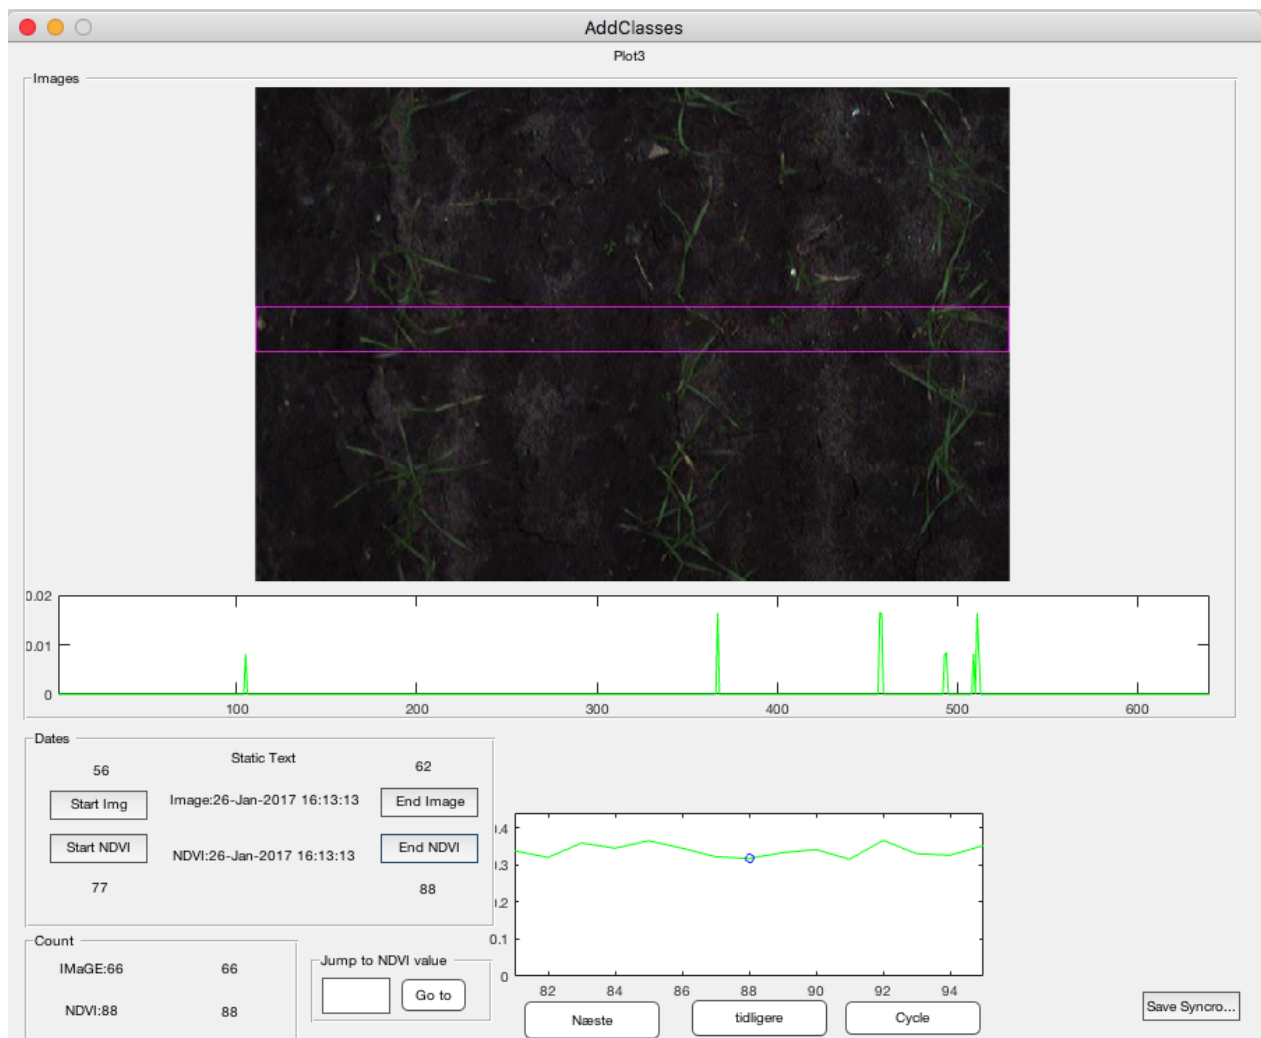 AddClasses
Plot3
Images
0.02
0.01
0
100 200 300 400 500 600
Dates
56 Static Text 62
Start Img Image:26-Jan-2017 16:13:13 End Image
Start NDVI NDVI:26-Jan-2017 16:13:13 End NDVI
77 88
Count
IMaGE:66 66
NDVI:88 88
Jump to NDVI value
Go to
0.4
0.3
0.2
0.1
0
82 84 86 88 90 92 94
Næste tidligere Cycle
Save Syncro...